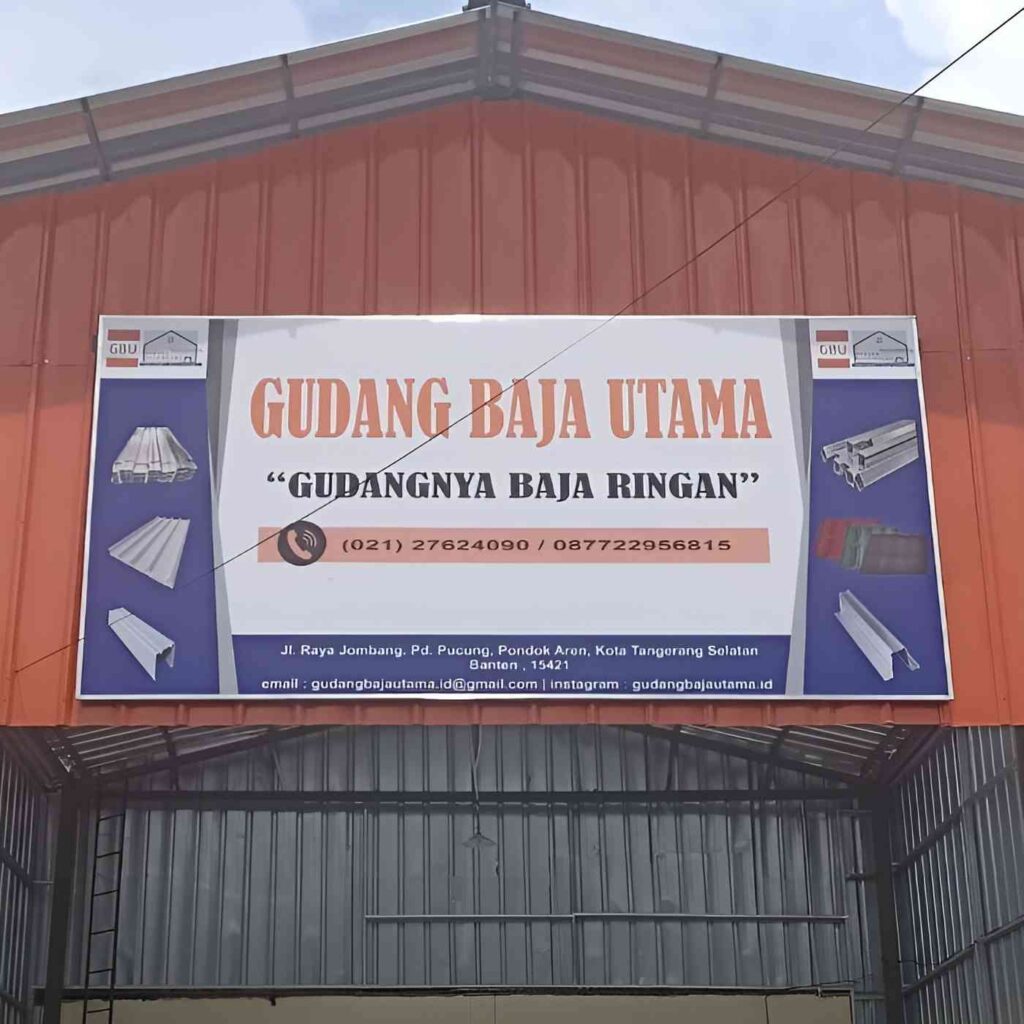 GBU
GBU
GUDANG BAJA UTAMA
“GUDANGNYA BAJA RINGAN”
(021) 27624090 / 087722956815
Jl. Raya Jombang. Pd. Pucung, Pondok Aren, Kota Tangerang Selatan
Banten , 15421
email : gudangbajautama.id@gmail.com | instagram : gudangbajautama.id